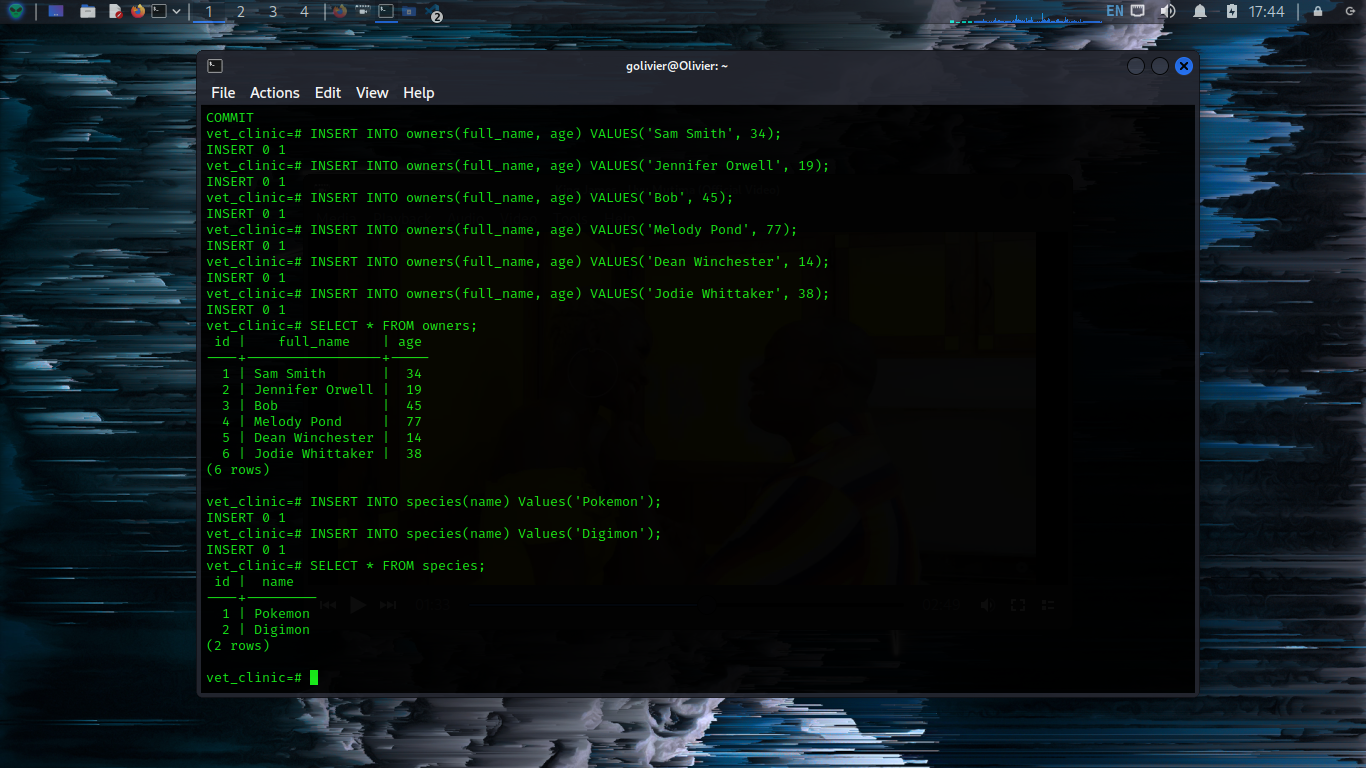 1 2 3 4 2 EN 17:44
golivier@Olivier: ~
File Actions Edit View Help
COMMIT
vet_clinic=# INSERT INTO owners(full_name, age) VALUES('Sam Smith', 34);
INSERT 0 1
vet_clinic=# INSERT INTO owners(full_name, age) VALUES('Jennifer Orwell', 19);
INSERT 0 1
vet_clinic=# INSERT INTO owners(full_name, age) VALUES('Bob', 45);
INSERT 0 1
vet_clinic=# INSERT INTO owners(full_name, age) VALUES('Melody Pond', 77);
INSERT 0 1
vet_clinic=# INSERT INTO owners(full_name, age) VALUES('Dean Winchester', 14);
INSERT 0 1
vet_clinic=# INSERT INTO owners(full_name, age) VALUES('Jodie Whittaker', 38);
INSERT 0 1
vet_clinic=# SELECT * FROM owners;
 id |    full_name    | age
----+-----------------+-----
  1 | Sam Smith       |  34
  2 | Jennifer Orwell |  19
  3 | Bob             |  45
  4 | Melody Pond     |  77
  5 | Dean Winchester |  14
  6 | Jodie Whittaker |  38
(6 rows)

vet_clinic=# INSERT INTO species(name) Values('Pokemon');
INSERT 0 1
vet_clinic=# INSERT INTO species(name) Values('Digimon');
INSERT 0 1
vet_clinic=# SELECT * FROM species;
 id |  name
----+---------
  1 | Pokemon
  2 | Digimon
(2 rows)

vet_clinic=#